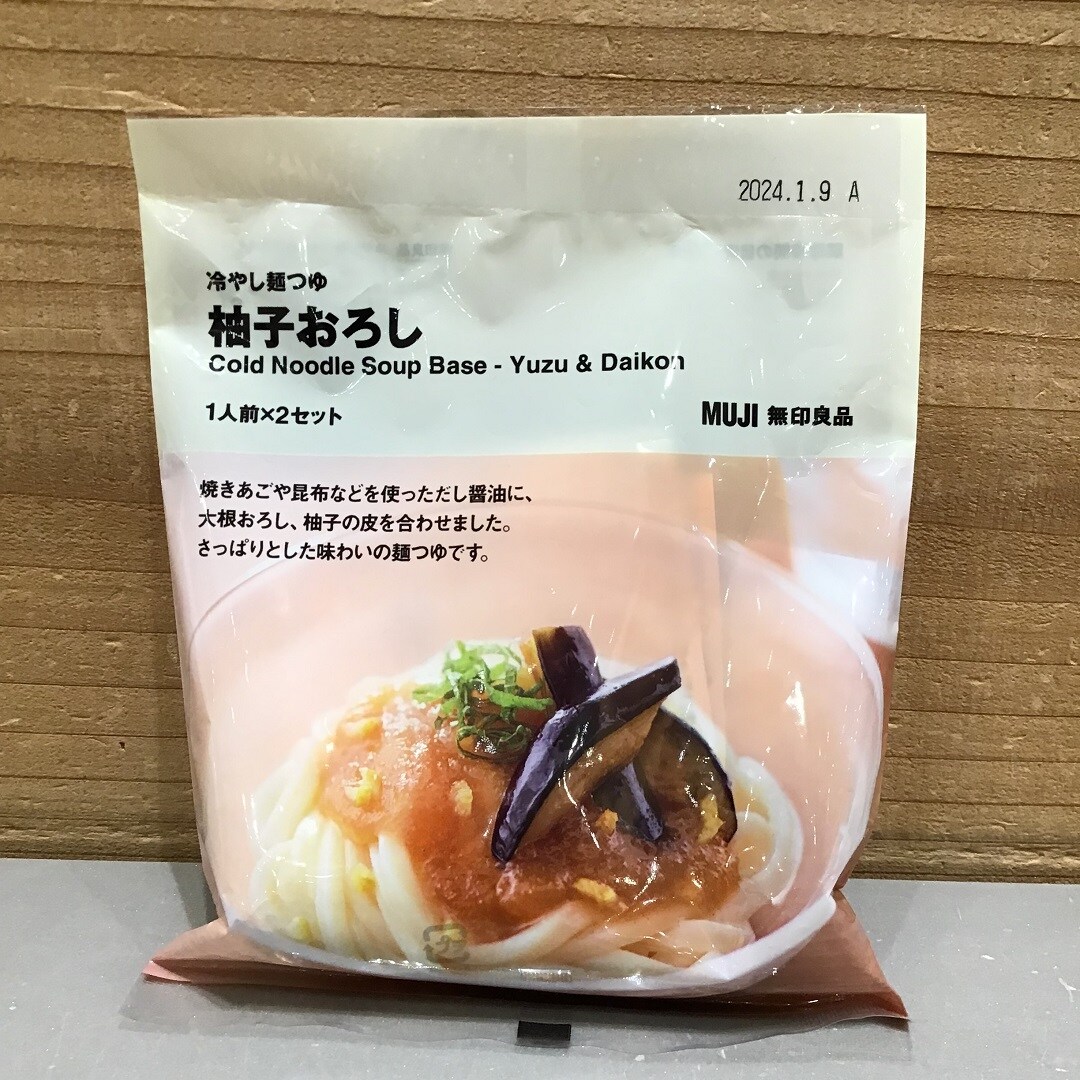 2024.1.9 A
冷やし麺つゆ
柚子おろし
Cold Noodle Soup Base - Yuzu & Daikon
1人前×2セット
MUJI 無印良品
焼きあごや昆布などを使っただし醤油に、
大根おろし、柚子の皮を合わせました。
さっぱりとした味わいの麺つゆです。